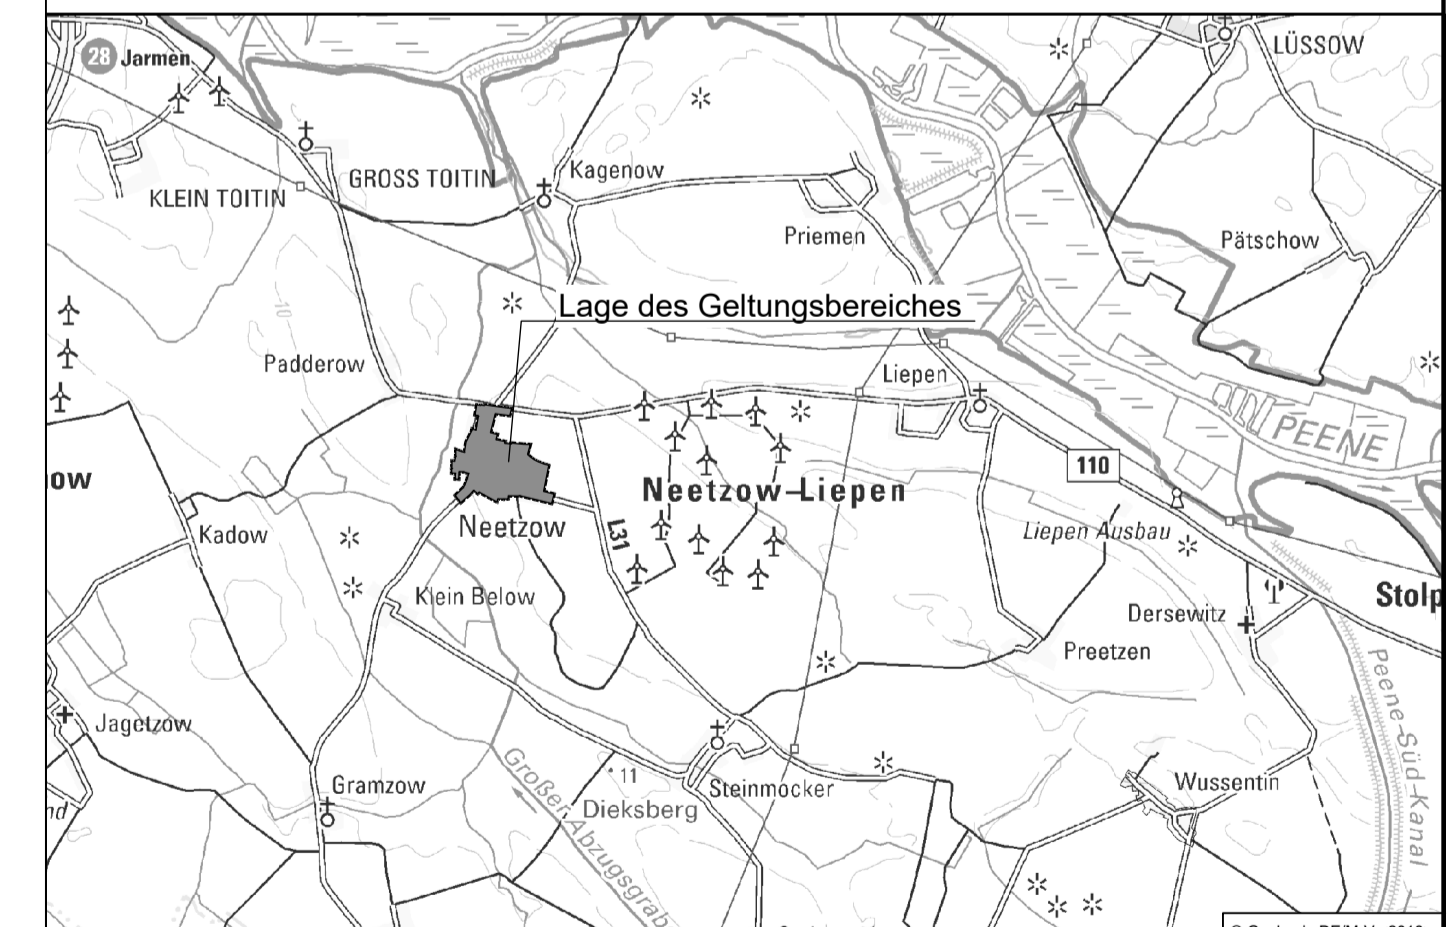 LÜSSOW
28 Jarmen
Kagenow
GROSS TOITIN
KLEIN TOITIN
Priemen
Pätschow
10
Lage des Geltungsbereiches
Padderow
Liepen
PEENE
110
ow
Neetzow-Liepen
Neetzow
L31
Liepen Ausbau
Kadow
Klein Below
Stolp
Dersewitz
Preetzen
Peene-Süd-Kanal
Jagetzow
Großer Abzugsgrab
11
Gramzow
Steinmocker
Wussentin
Dieksberg
nd